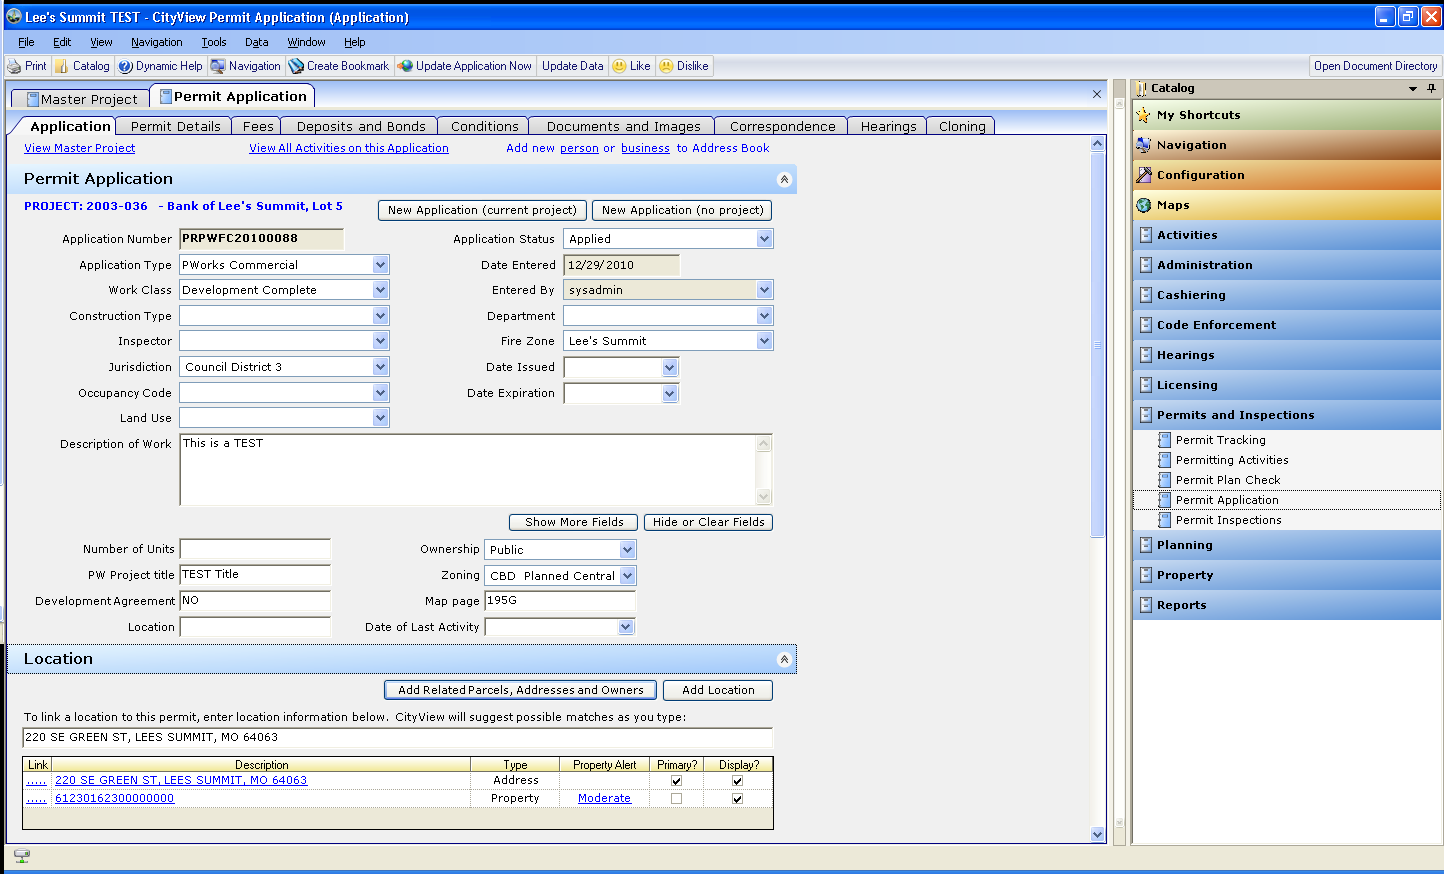 Lee's Summit TEST - CityView Permit Application (Application)
File Edit View Navigation Tools Data Window Help
Print Catalog Dynamic Help Navigation Create Bookmark Update Application Now Update Data Like Dislike Open Document Directory
Master Project Permit Application
Application Permit Details Fees Deposits and Bonds Conditions Documents and Images Correspondence Hearings Cloning
View Master Project View All Activities on this Application Add new person or business to Address Book
Permit Application
PROJECT: 2003-036 - Bank of Lee's Summit, Lot 5 New Application (current project) New Application (no project)
Application Number PRPWFC20100088 Application Status Applied
Application Type PWorks Commercial Date Entered 12/29/2010
Work Class Development Complete Entered By sysadmin
Construction Type Department
Inspector Fire Zone Lee's Summit
Jurisdiction Council District 3 Date Issued
Occupancy Code Date Expiration
Land Use
Description of Work This is a TEST
Show More Fields Hide or Clear Fields
Number of Units Ownership Public
PW Project title TEST Title Zoning CBD Planned Central
Development Agreement NO Map page 195G
Location Date of Last Activity
Location
Add Related Parcels, Addresses and Owners Add Location
To link a location to this permit, enter location information below. CityView will suggest possible matches as you type:
220 SE GREEN ST, LEES SUMMIT, MO 64063
Link Description Type Property Alert Primary? Display?
..... 220 SE GREEN ST, LEES SUMMIT, MO 64063 Address
..... 61230162300000000 Property Moderate
Catalog
My Shortcuts
Navigation
Configuration
Maps
Activities
Administration
Cashiering
Code Enforcement
Hearings
Licensing
Permits and Inspections
Permit Tracking
Permitting Activities
Permit Plan Check
Permit Application
Permit Inspections
Planning
Property
Reports